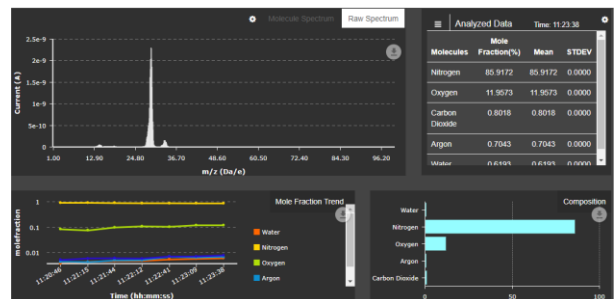 Molecule Spectrum Raw Spectrum
2.5e-9
2e-9
1.5e-9
1e-9
5e-10
0
Current (A)
1.00 12.90 24.80 36.70 48.60 60.50 72.40 84.30 96.20
m/z (Da/e)
Analyzed Data Time: 11:23:38
Mole
Molecules Fraction(%) Mean STDEV
Nitrogen 85.9172 85.9172 0.0000
Oxygen 11.9573 11.9573 0.0000
Carbon 0.8018 0.8018 0.0000
Dioxide
Argon 0.7043 0.7043 0.0000
Water 0.6193 0.6193 0.0000
Mole Fraction Trend
1
0.1
0.01
molefraction
11:20:46 11:21:15 11:21:44 11:22:12 11:22:41 11:23:09 11:23:38
Time (hh:mm:ss)
Water
Nitrogen
Oxygen
Argon
Composition
Water
Nitrogen
Oxygen
Argon
Carbon Dioxide
0 50 100